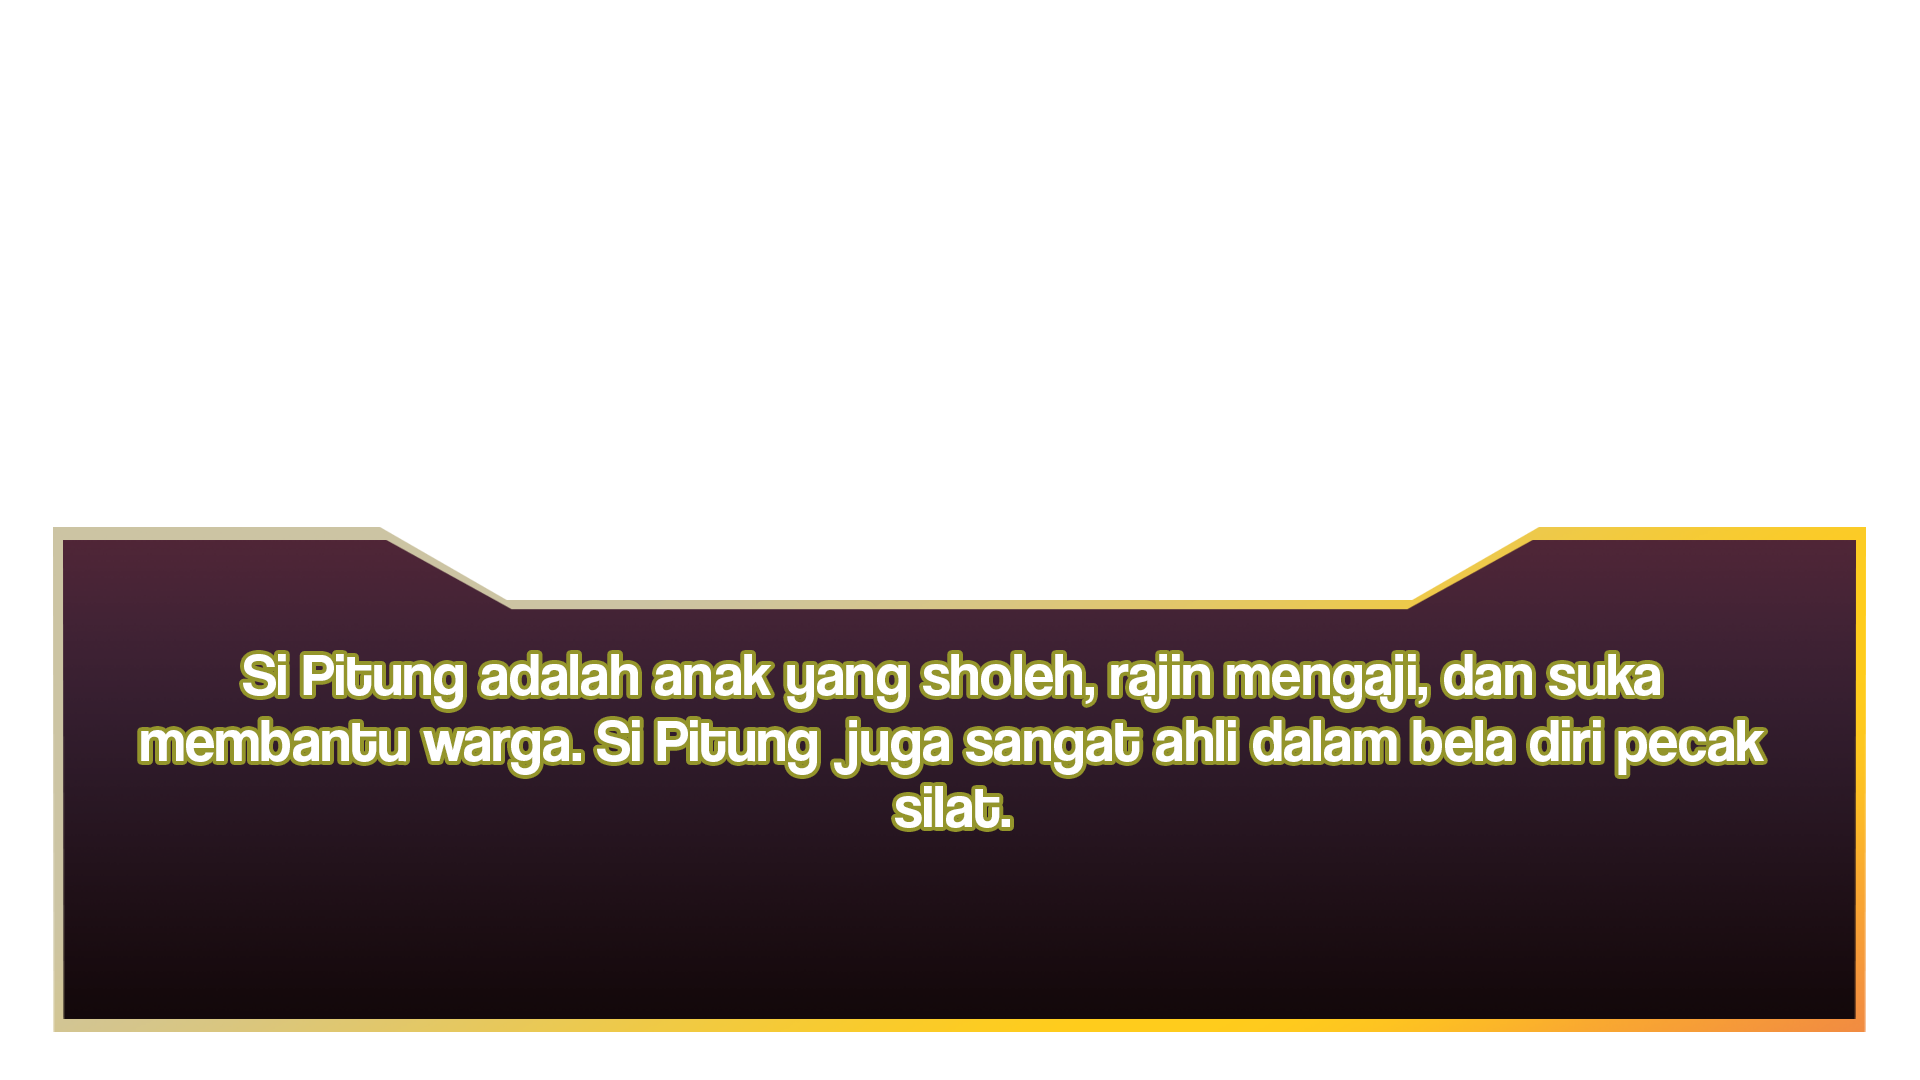 Si Pitung adalah anak yang sholeh, rajin mengaji, dan suka
membantu warga. Si Pitung  juga sangat ahli dalam bela diri pecak
silat.